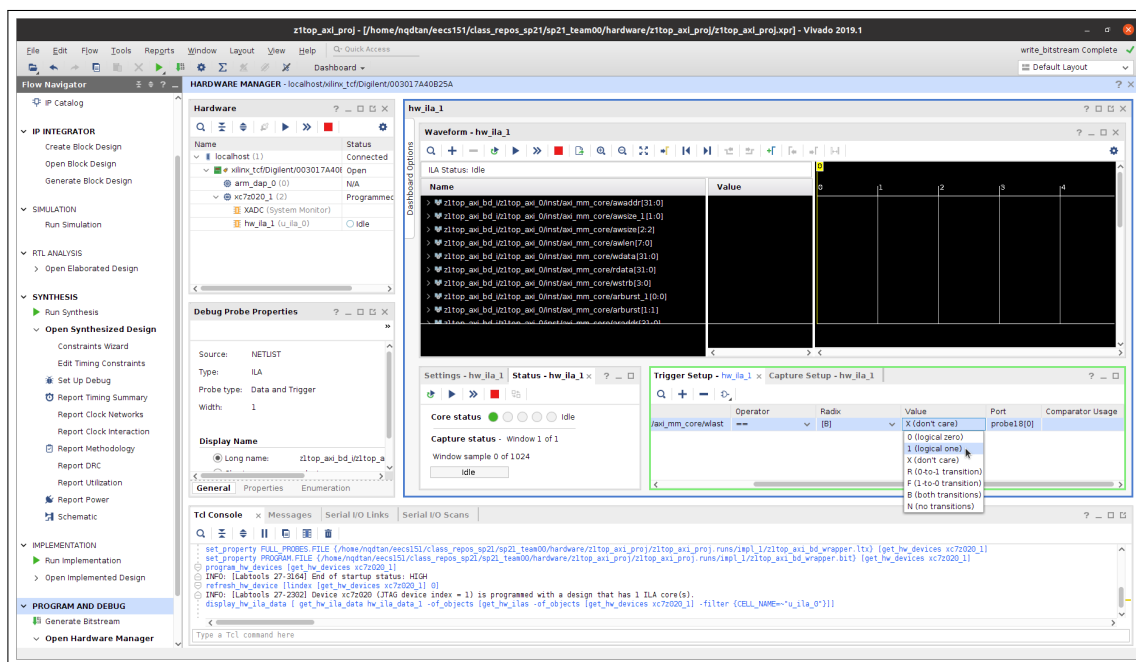 z1top_axi_proj - [/home/nqdtan/eecs151/class_repos_sp21/sp21_team00/hardware/z1top_axi_proj/z1top_axi_proj.xpr] - Vivado 2019.1
File Edit Flow Tools Reports Window Layout View Help Q- Quick Access
write_bitstream Complete
Dashboard
Default Layout
Flow Navigator
HARDWARE MANAGER - localhost/xilinx_tcf/Digilent/003017A40B25A
IP Catalog
IP INTEGRATOR
Create Block Design
Open Block Design
Generate Block Design
SIMULATION
Run Simulation
RTL ANALYSIS
Open Elaborated Design
SYNTHESIS
Run Synthesis
Open Synthesized Design
Constraints Wizard
Edit Timing Constraints
Set Up Debug
Report Timing Summary
Report Clock Networks
Report Clock Interaction
Report Methodology
Report DRC
Report Utilization
Report Power
Schematic
IMPLEMENTATION
Run Implementation
Open Implemented Design
PROGRAM AND DEBUG
Generate Bitstream
Open Hardware Manager
Hardware
Name Status
localhost (1) Connected
xilinx_tcf/Digilent/003017A40B Open
arm_dap_0 (0) N/A
xc7z020_1 (2) Programmed
XADC (System Monitor)
hw_ila_1 (u_ila_0) Idle
Debug Probe Properties
Source: NETLIST
Type: ILA
Probe type: Data and Trigger
Width: 1
Display Name
Long name: z1top_axi_bd_i/z1top_a
General Properties Enumeration
hw_ila_1
Dashboard Options
Waveform - hw_ila_1
ILA Status: Idle
Name Value
0
0 1 2 3 4
z1top_axi_bd_i/z1top_axi_0/inst/axi_mm_core/awaddr[31:0]
z1top_axi_bd_i/z1top_axi_0/inst/axi_mm_core/awsize_1[1:0]
z1top_axi_bd_i/z1top_axi_0/inst/axi_mm_core/awsize[2:2]
z1top_axi_bd_i/z1top_axi_0/inst/axi_mm_core/awlen[7:0]
z1top_axi_bd_i/z1top_axi_0/inst/axi_mm_core/wdata[31:0]
z1top_axi_bd_i/z1top_axi_0/inst/axi_mm_core/rdata[31:0]
z1top_axi_bd_i/z1top_axi_0/inst/axi_mm_core/wstrb[3:0]
z1top_axi_bd_i/z1top_axi_0/inst/axi_mm_core/arburst_1[0:0]
z1top_axi_bd_i/z1top_axi_0/inst/axi_mm_core/arburst[1:1]
z1top_axi_bd_i/z1top_axi_0/inst/axi_mm_core/araddr[31:0]
Settings - hw_ila_1 Status - hw_ila_1
Core status Idle
Capture status - Window 1 of 1
Window sample 0 of 1024
Idle
Trigger Setup - hw_ila_1 Capture Setup - hw_ila_1
Operator Radix Value Port Comparator Usage
/axi_mm_core/wlast == [B] X (don't care) probe18[0]
0 (logical zero)
1 (logical one)
X (don't care)
R (0-to-1 transition)
F (1-to-0 transition)
B (both transitions)
N (no transitions)
Tcl Console Messages Serial I/O Links Serial I/O Scans
set_property FULL_PROBES.FILE {/home/nqdtan/eecs151/class_repos_sp21/sp21_team00/hardware/z1top_axi_proj/z1top_axi_proj.runs/impl_1/z1top_axi_bd_wrapper.ltx} [get_hw_devices xc7z020_1]
set_property PROGRAM.FILE {/home/nqdtan/eecs151/class_repos_sp21/sp21_team00/hardware/z1top_axi_proj/z1top_axi_proj.runs/impl_1/z1top_axi_bd_wrapper.bit} [get_hw_devices xc7z020_1]
program_hw_devices [get_hw_devices xc7z020_1]
INFO: [Labtools 27-3164] End of startup status: HIGH
refresh_hw_device [lindex [get_hw_devices xc7z020_1] 0]
INFO: [Labtools 27-2302] Device xc7z020 (JTAG device index = 1) is programmed with a design that has 1 ILA core(s).
display_hw_ila_data [ get_hw_ila_data hw_ila_data_1 -of_objects [get_hw_ilas -of_objects [get_hw_devices xc7z020_1] -filter {CELL_NAME=~"u_ila_0"}]]
Type a Tcl command here